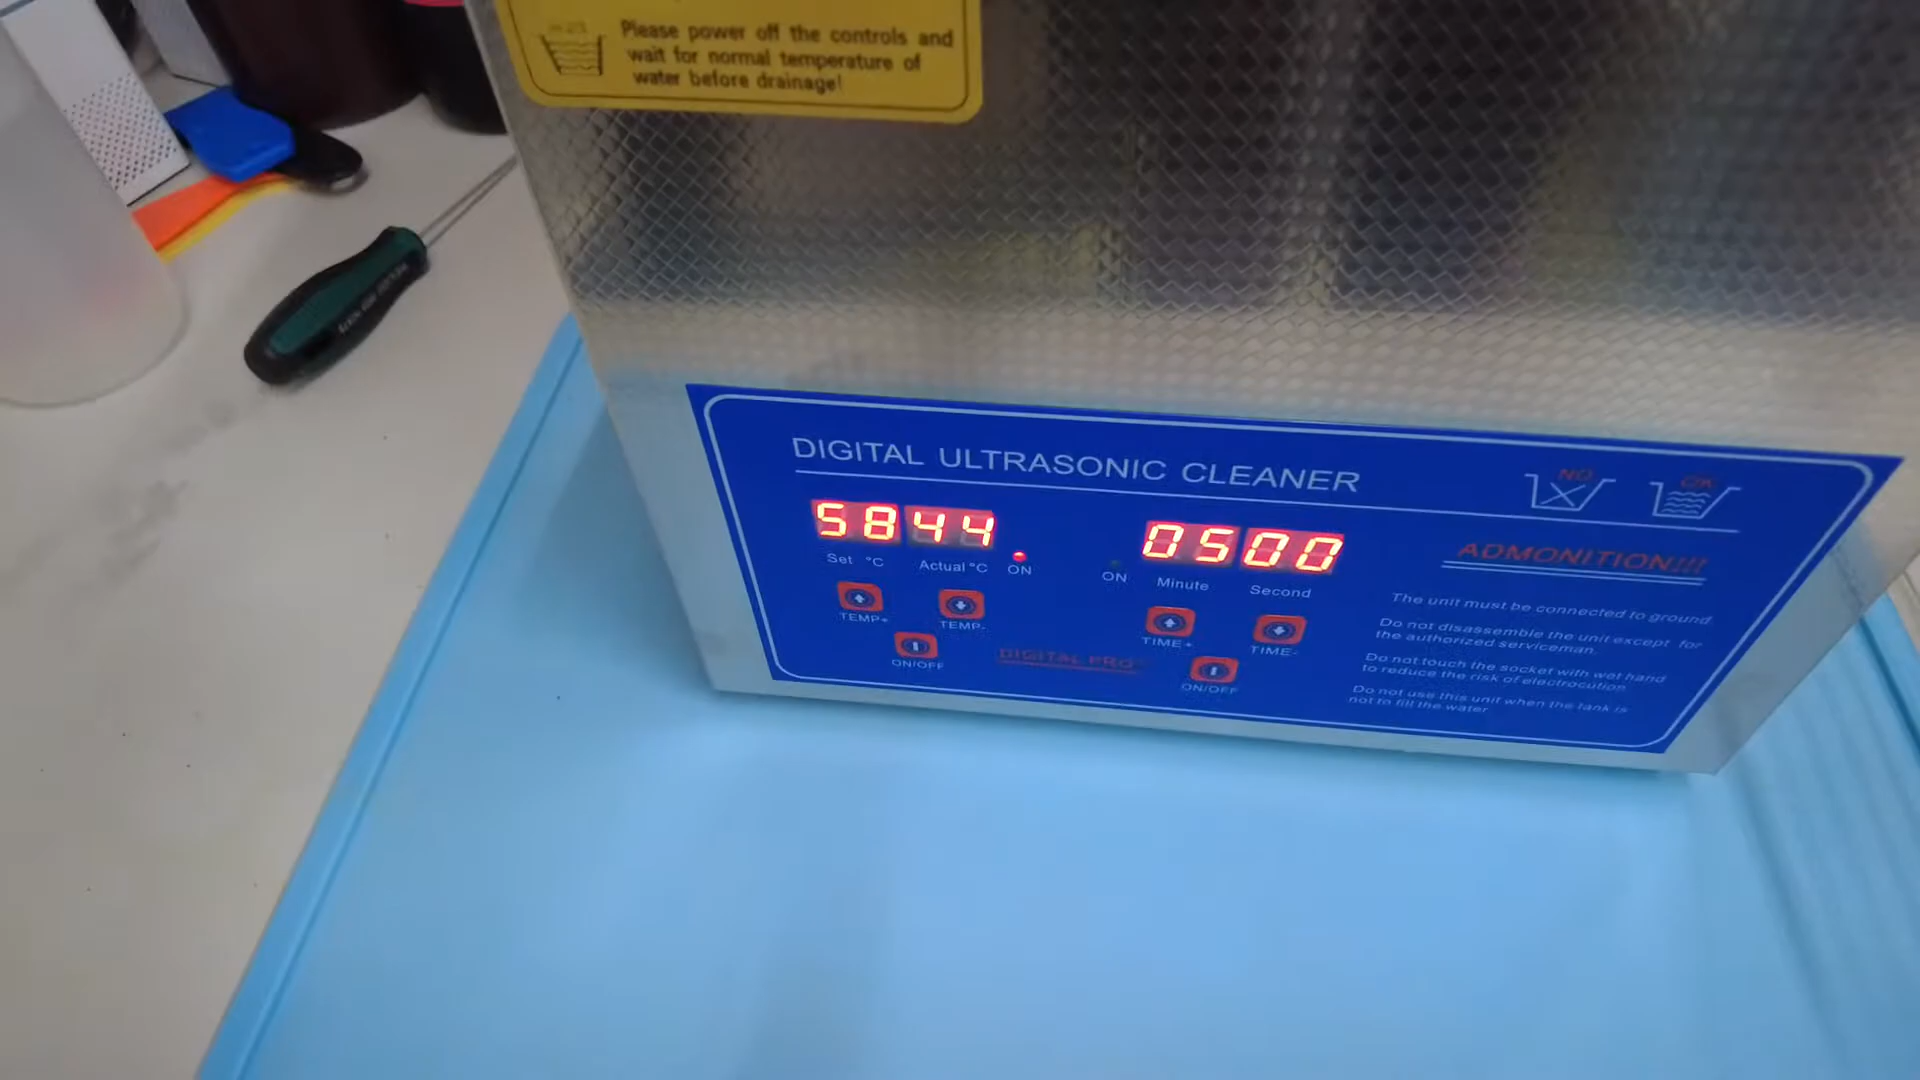 Please power off the controls and
wait for normal temperature of
water before drainage!
DIGITAL ULTRASONIC CLEANER
NO OK
5844 0500
Set °C Actual °C ON ON Minute Second
TEMP+ TEMP- TIME+ TIME-
ON/OFF DIGITAL PRO ON/OFF
ADMONITION!!!
The unit must be connected to ground.
Do not disassemble the unit except for
the authorized serviceman.
Do not touch the socket with wet hand
to reduce the risk of electrocution
Do not use this unit when the tank is
not to fill the water